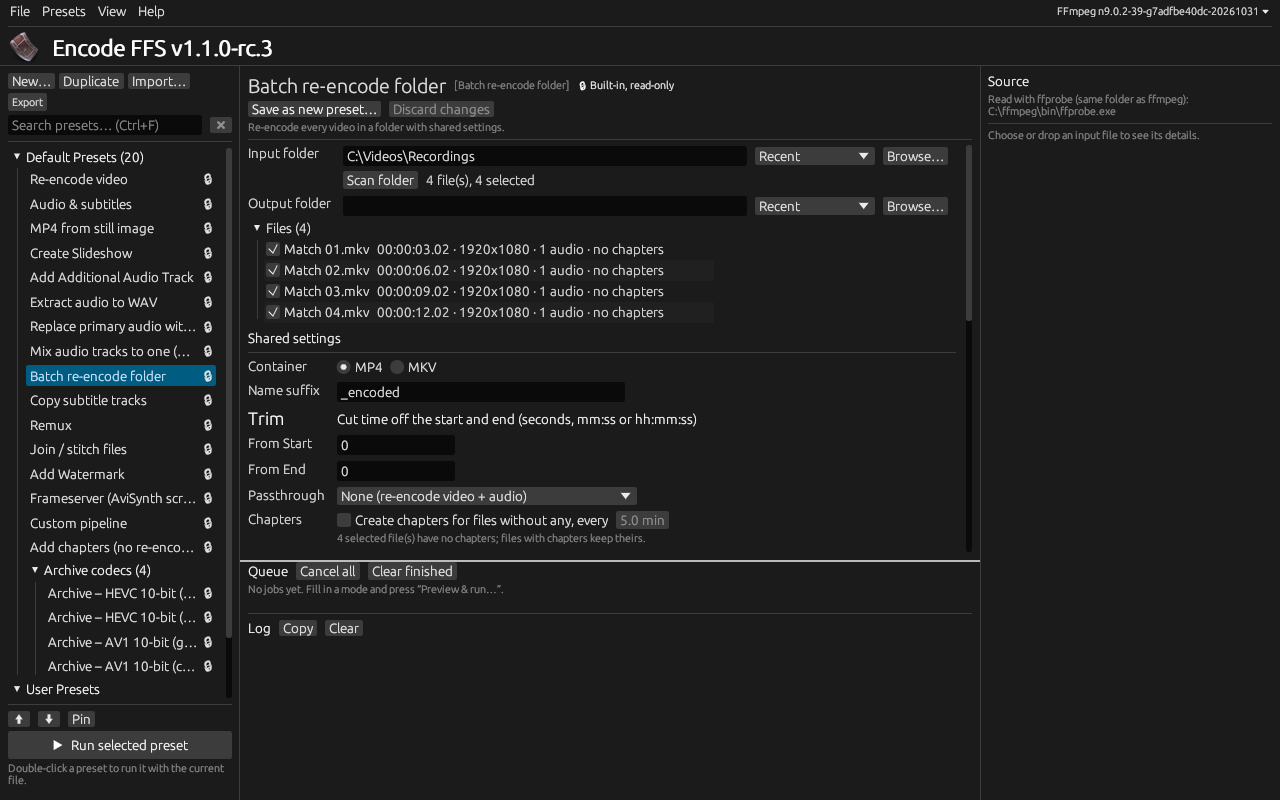 File Presets View Help
FFmpeg n9.0.2-39-g7adfbe40dc-20261031
Encode FFS v1.1.0-rc.3
New... Duplicate Import...
Export
Search presets... (Ctrl+F)
Default Presets (20)
Re-encode video
Audio & subtitles
MP4 from still image
Create Slideshow
Add Additional Audio Track
Extract audio to WAV
Replace primary audio wit...
Mix audio tracks to one (...
Batch re-encode folder
Copy subtitle tracks
Remux
Join / stitch files
Add Watermark
Frameserver (AviSynth scr...
Custom pipeline
Add chapters (no re-enco...
Archive codecs (4)
Archive – HEVC 10-bit (...
Archive – HEVC 10-bit (...
Archive – AV1 10-bit (g...
Archive – AV1 10-bit (c...
User Presets
Pin
Run selected preset
Double-click a preset to run it with the current
file.
Batch re-encode folder [Batch re-encode folder] Built-in, read-only
Save as new preset... Discard changes
Re-encode every video in a folder with shared settings.
Input folder C:\Videos\Recordings Recent Browse...
Scan folder 4 file(s), 4 selected
Output folder Recent Browse...
Files (4)
Match 01.mkv 00:00:03.02 · 1920x1080 · 1 audio · no chapters
Match 02.mkv 00:00:06.02 · 1920x1080 · 1 audio · no chapters
Match 03.mkv 00:00:09.02 · 1920x1080 · 1 audio · no chapters
Match 04.mkv 00:00:12.02 · 1920x1080 · 1 audio · no chapters
Shared settings
Container MP4 MKV
Name suffix _encoded
Trim Cut time off the start and end (seconds, mm:ss or hh:mm:ss)
From Start 0
From End 0
Passthrough None (re-encode video + audio)
Chapters Create chapters for files without any, every 5.0 min
4 selected file(s) have no chapters; files with chapters keep theirs.
Queue Cancel all Clear finished
No jobs yet. Fill in a mode and press "Preview & run...".
Log Copy Clear
Source
Read with ffprobe (same folder as ffmpeg):
C:\ffmpeg\bin\ffprobe.exe
Choose or drop an input file to see its details.